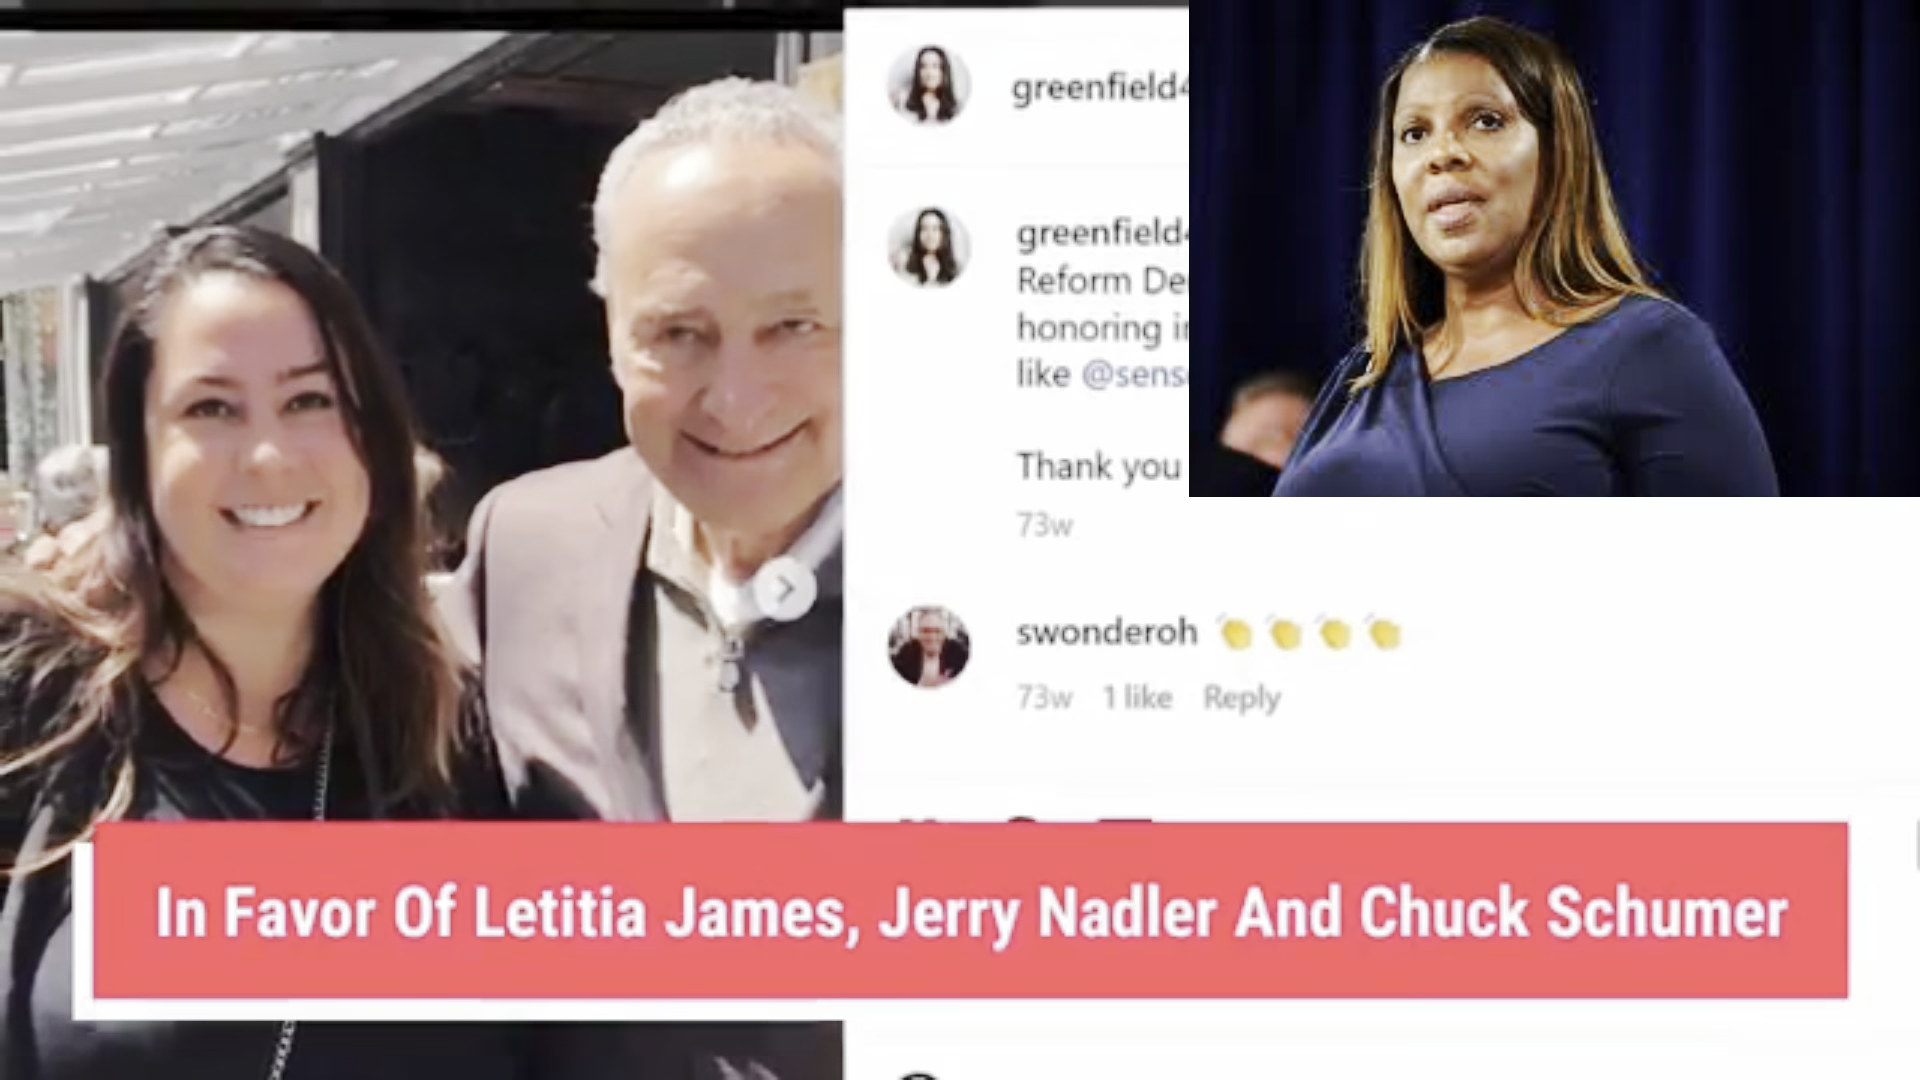 greenfield4
greenfield
Reform De
honoring
like @sens
Thank you
73w
swonderoh 👏 👏 👏 👏
73w 1 like Reply
In Favor Of Letitia James, Jerry Nadler And Chuck Schumer